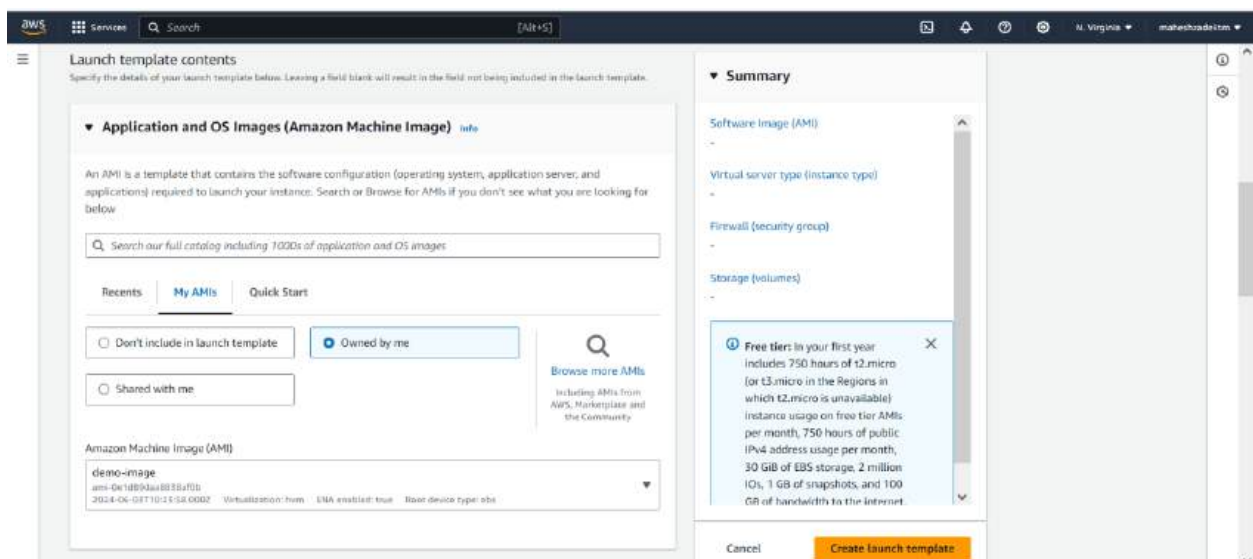 aws
Services
Search
[Alt+S]
N. Virginia
Launch template contents
Specify the details of your launch template below. Leaving a field blank will result in the field not being included in the launch template.
Application and OS Images (Amazon Machine Image) Info
An AMI is a template that contains the software configuration (operating system, application server, and
applications) required to launch your instance. Search or Browse for AMIs if you don't see what you are looking for
below
Search our full catalog including 1000s of application and OS images
Recents
My AMIs
Quick Start
Don't include in launch template
Owned by me
Shared with me
Browse more AMIs
Including AMIs from
AWS, Marketplace and
the Community
Amazon Machine Image (AMI)
demo-image
Virtualization: hvm ENA enabled: true Root device type: ebs
Summary
Software Image (AMI)
-
Virtual server type (instance type)
-
Firewall (security group)
-
Storage (volumes)
-
Free tier: In your first year
includes 750 hours of t2.micro
(or t3.micro in the Regions in
which t2.micro is unavailable)
instance usage on free tier AMIs
per month, 750 hours of public
IPv4 address usage per month,
30 GiB of EBS storage, 2 million
IOs, 1 GB of snapshots, and 100
GB of bandwidth to the internet.
Cancel
Create launch template